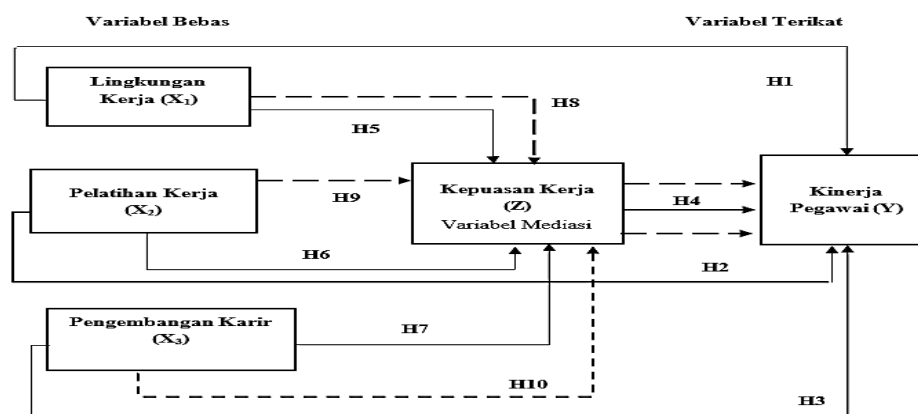 Variabel Bebas
Variabel Terikat
Lingkungan
Kerja (X₁)
H1
H8
H5
Pelatihan Kerja
(X₂)
H9
Kepuasan Kerja
(Z)
Variabel Mediasi
H4
Kinerja
Pegawai (Y)
H6
H2
Pengembangan Karir
(X₃)
H7
H10
H3